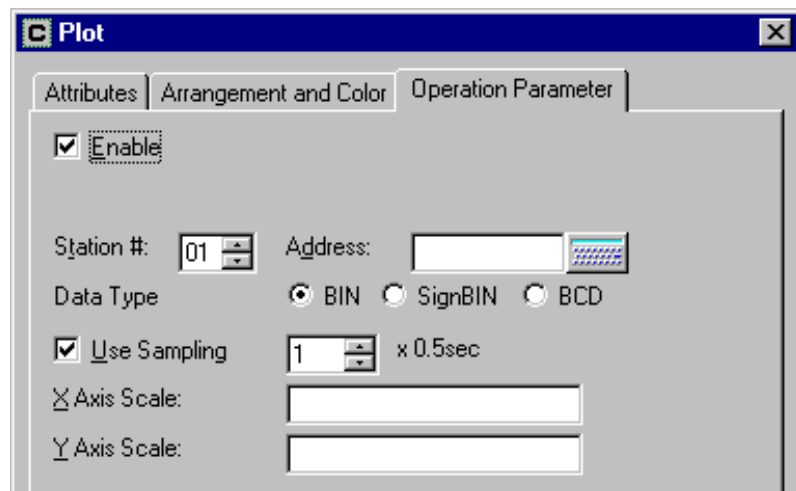 C Plot
Attributes Arrangement and Color Operation Parameter
Enable
Station #: 01 Address:
Data Type BIN SignBIN BCD
Use Sampling 1 x 0.5sec
X Axis Scale:
Y Axis Scale: